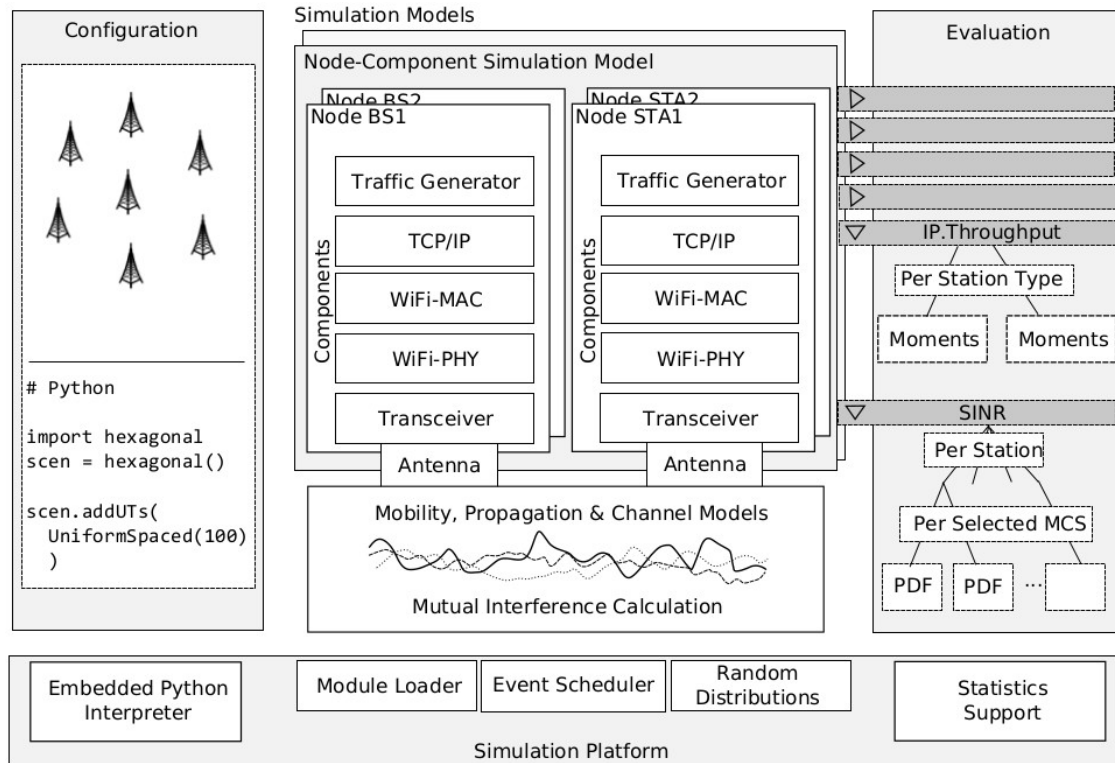 Configuration
# Python
import hexagonal
scen = hexagonal()
scen.addUTs(
UniformSpaced(100)
)
Simulation Models
Node-Component Simulation Model
Node BS2
Node BS1
Components
Traffic Generator
TCP/IP
WiFi-MAC
WiFi-PHY
Transceiver
Antenna
Node STA2
Node STA1
Components
Traffic Generator
TCP/IP
WiFi-MAC
WiFi-PHY
Transceiver
Antenna
Mobility, Propagation & Channel Models
Mutual Interference Calculation
Evaluation
IP.Throughput
Per Station Type
Moments
Moments
SINR
Per Station
Per Selected MCS
PDF
PDF
...
Embedded Python
Interpreter
Module Loader
Event Scheduler
Random
Distributions
Statistics
Support
Simulation Platform